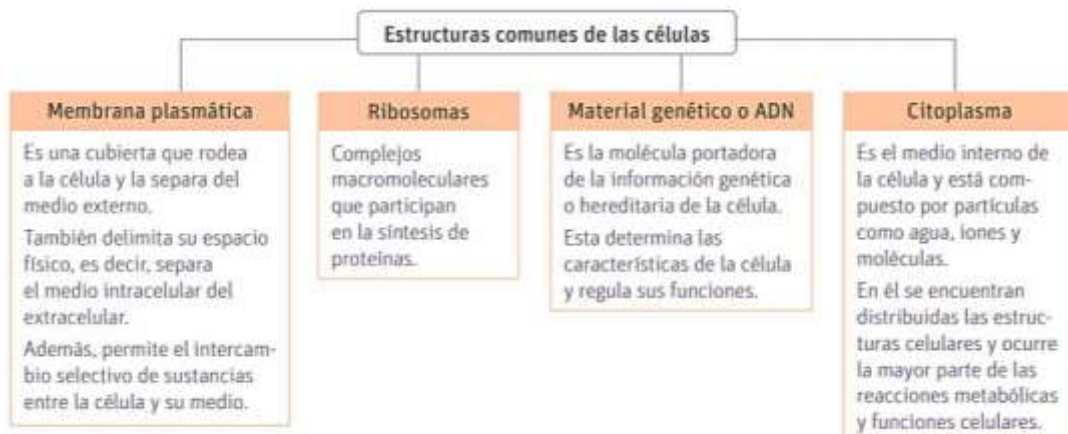 Estructuras comunes de las células
Membrana plasmática
Es una cubierta que rodea
a la célula y la separa del
medio externo.
También delimita su espacio
físico, es decir, separa
el medio intracelular del
extracelular.
Además, permite el intercam-
bio selectivo de sustancias
entre la célula y su medio.
Ribosomas
Complejos
macromoleculares
que participan
en la síntesis de
proteínas.
Material genético o ADN
Es la molécula portadora
de la información genética
o hereditaria de la célula.
Esta determina las
características de la célula
y regula sus funciones.
Citoplasma
Es el medio interno de
la célula y está com-
puesto por partículas
como agua, iones y
moléculas.
En él se encuentran
distribuidas las estruc-
turas celulares y ocurre
la mayor parte de las
reacciones metabólicas
y funciones celulares.